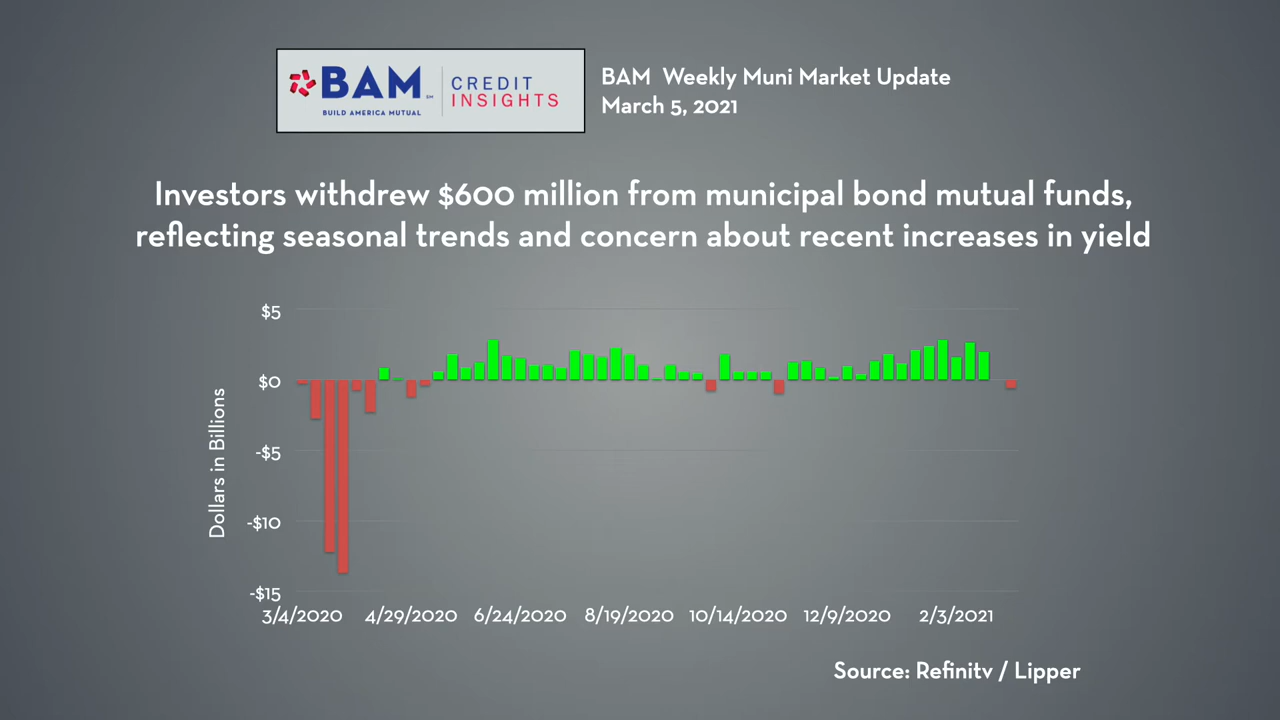 BAM SM
BUILD AMERICA MUTUAL
CREDIT
INSIGHTS
BAM Weekly Muni Market Update
March 5, 2021
Investors withdrew $600 million from municipal bond mutual funds,
reflecting seasonal trends and concern about recent increases in yield
Dollars in Billions
$5
$0
-$5
-$10
-$15
3/4/2020 4/29/2020 6/24/2020 8/19/2020 10/14/2020 12/9/2020 2/3/2021
Source: Refinitv / Lipper